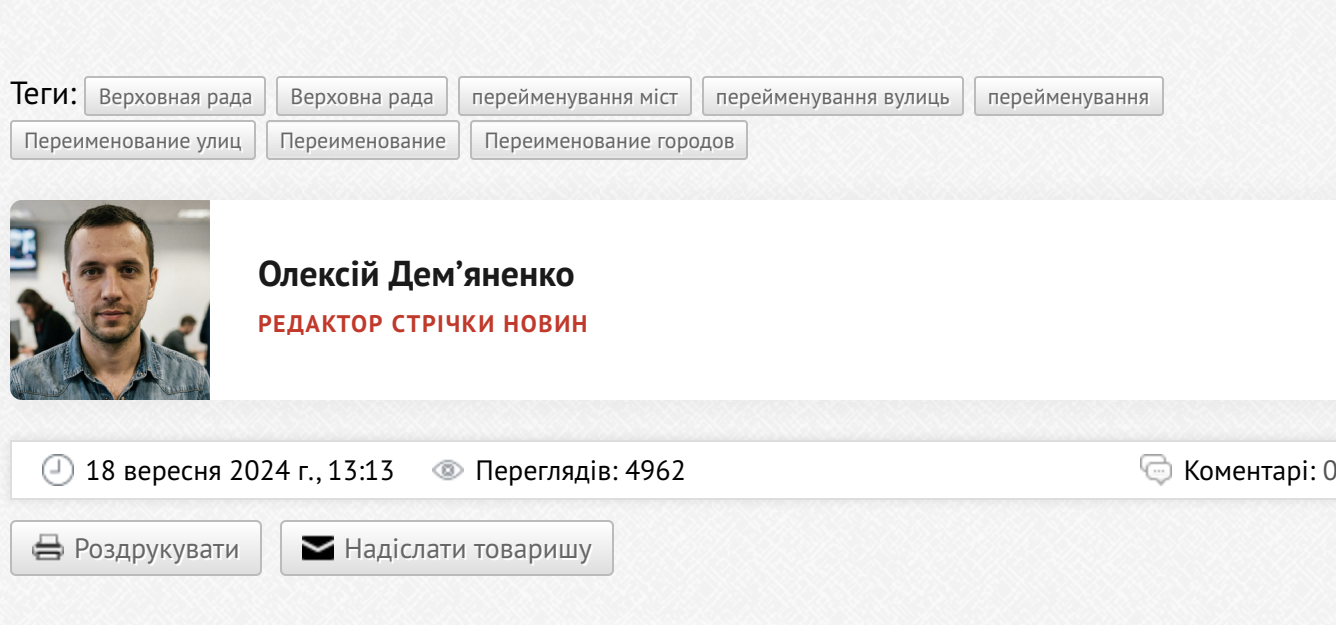 Теги: Верховная рада Верховна рада перейменування міст перейменування вулиць перейменування
Переименование улиц Переименование Переименование городов
Олексій Дем’яненко
РЕДАКТОР СТРІЧКИ НОВИН
18 вересня 2024 г., 13:13 Переглядів: 4962 Коментарі: 0
Роздрукувати Надіслати товаришу